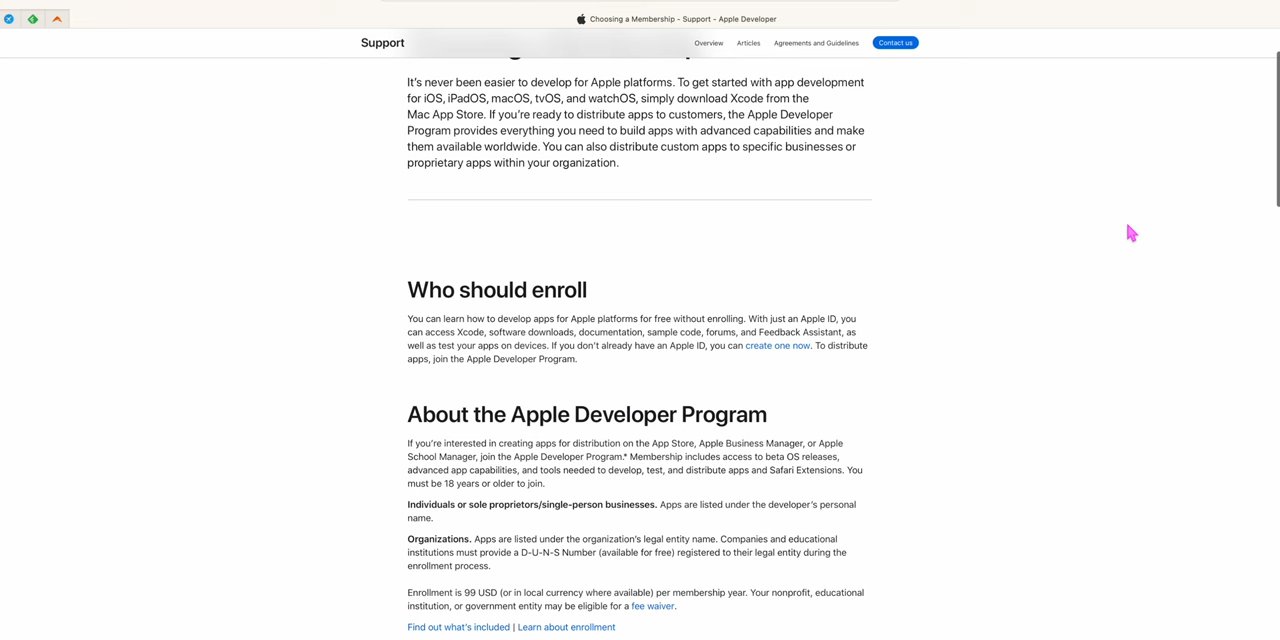 Choosing a Membership - Support - Apple Developer
Support
Overview
Articles
Agreements and Guidelines
Contact us
It's never been easier to develop for Apple platforms. To get started with app development
for iOS, iPadOS, macOS, tvOS, and watchOS, simply download Xcode from the
Mac App Store. If you're ready to distribute apps to customers, the Apple Developer
Program provides everything you need to build apps with advanced capabilities and make
them available worldwide. You can also distribute custom apps to specific businesses or
proprietary apps within your organization.
Who should enroll
You can learn how to develop apps for Apple platforms for free without enrolling. With just an Apple ID, you
can access Xcode, software downloads, documentation, sample code, forums, and Feedback Assistant, as
well as test your apps on devices. If you don't already have an Apple ID, you can create one now. To distribute
apps, join the Apple Developer Program.
About the Apple Developer Program
If you're interested in creating apps for distribution on the App Store, Apple Business Manager, or Apple
School Manager, join the Apple Developer Program.* Membership includes access to beta OS releases,
advanced app capabilities, and tools needed to develop, test, and distribute apps and Safari Extensions. You
must be 18 years or older to join.
Individuals or sole proprietors/single-person businesses. Apps are listed under the developer's personal
name.
Organizations. Apps are listed under the organization's legal entity name. Companies and educational
institutions must provide a D-U-N-S Number (available for free) registered to their legal entity during the
enrollment process.
Enrollment is 99 USD (or in local currency where available) per membership year. Your nonprofit, educational
institution, or government entity may be eligible for a fee waiver.
Find out what's included | Learn about enrollment